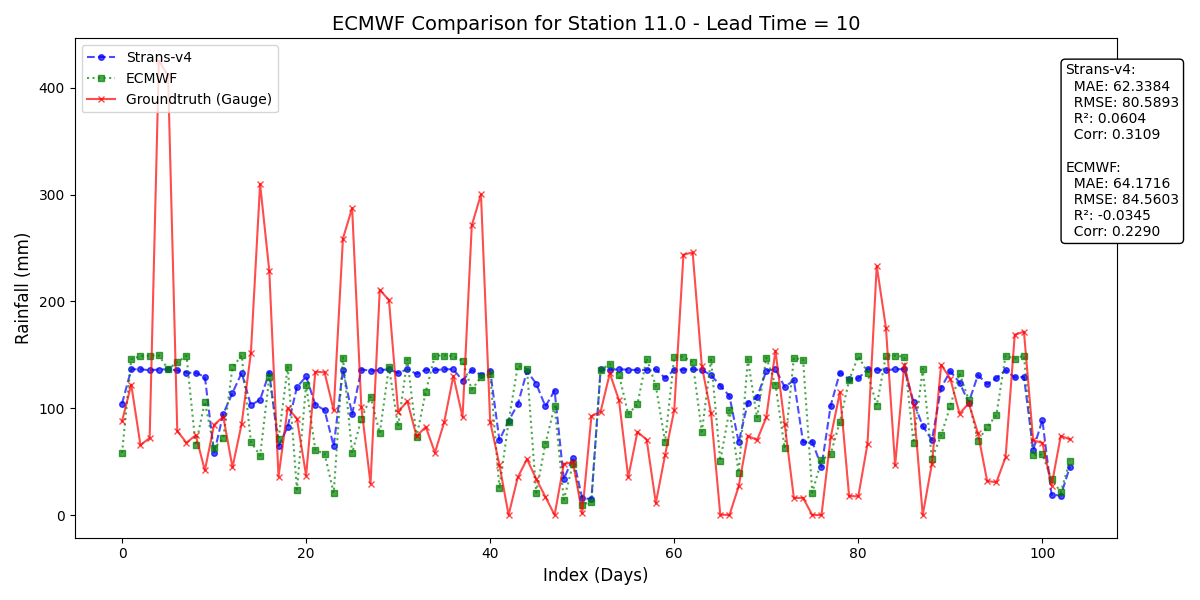 ECMWF Comparison for Station 11.0 - Lead Time = 10
Strans-v4
ECMWF
Groundtruth (Gauge)
Strans-v4:
MAE: 62.3384
RMSE: 80.5893
R²: 0.0604
Corr: 0.3109
ECMWF:
MAE: 64.1716
RMSE: 84.5603
R²: -0.0345
Corr: 0.2290
Rainfall (mm)
400
300
200
100
0
0 20 40 60 80 100
Index (Days)